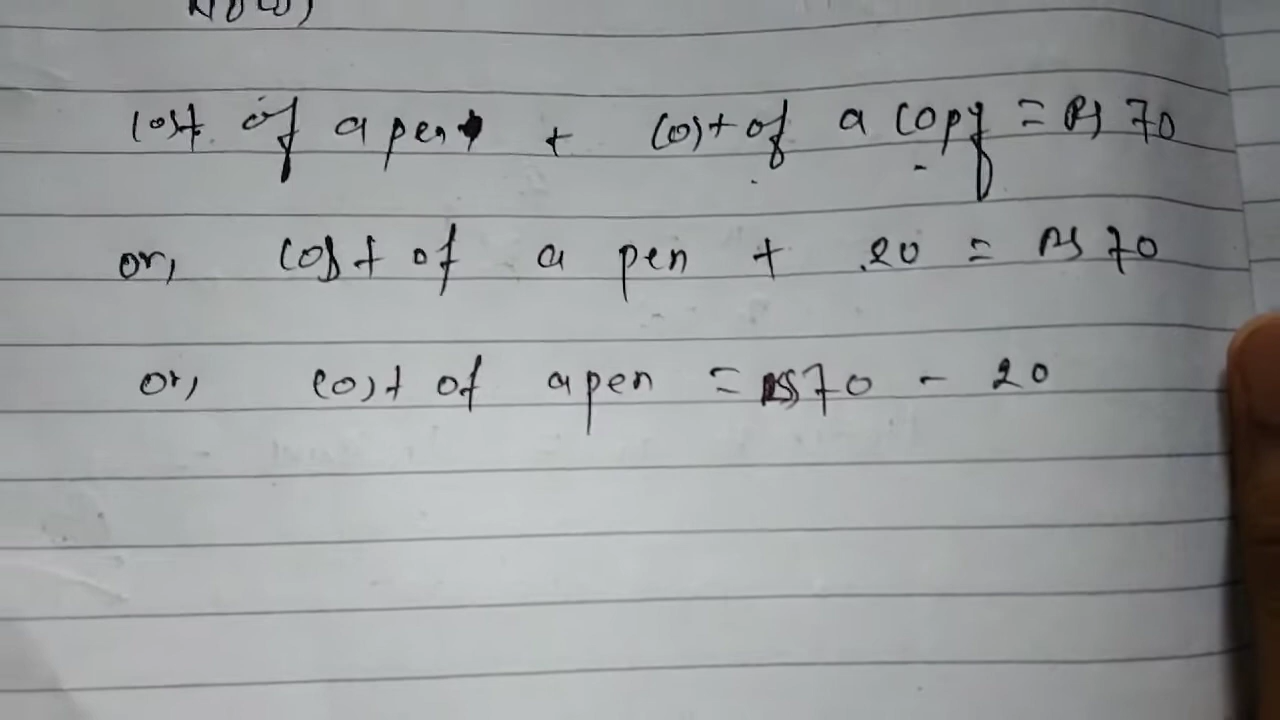 cost of a pen + cost of a copy = Rs 70
or, cost of a pen + 20 = Rs 70
or, cost of a pen = Rs 70 - 20